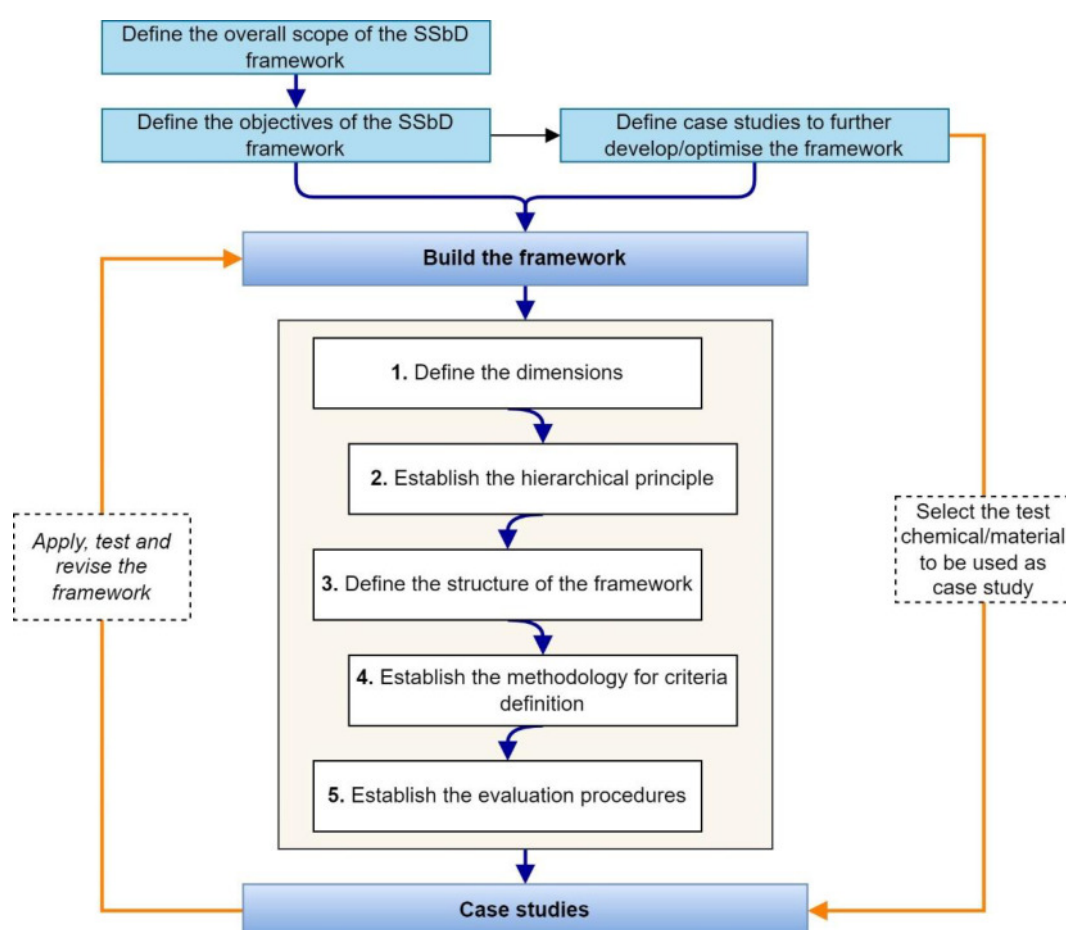 Define the overall scope of the SSbD
framework
Define the objectives of the SSbD
framework
Define case studies to further
develop/optimise the framework
Build the framework
1. Define the dimensions
2. Establish the hierarchical principle
3. Define the structure of the framework
4. Establish the methodology for criteria
definition
5. Establish the evaluation procedures
Apply, test and
revise the
framework
Select the test
chemical/material
to be used as
case study
Case studies